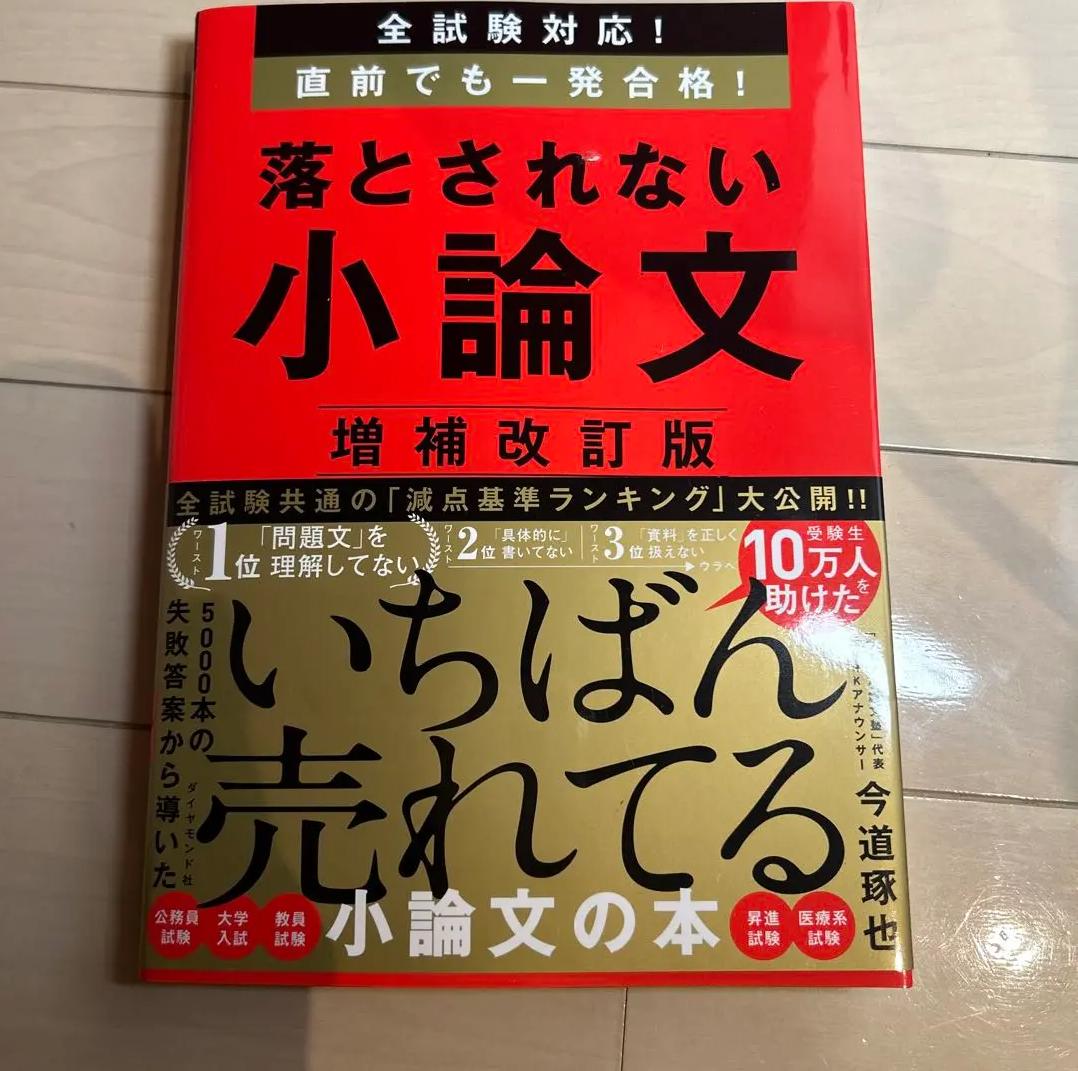 全試験対応!
直前でも一発合格!
落とされない
小論文
増補改訂版
全試験共通の「減点基準ランキング」大公開!!
ワースト
1位
「問題文」を
理解してない
ワースト
2位
「具体的に」
書いてない
ワースト
3位
「資料」を正しく
扱えない
▶ウラへ
受験生
10万人を
助けた
いちばん
売れてる
小論文の本
5000本の
失敗答案から導いた
ダイヤモンド社
塾」代表
Kアナウンサー
今道琢也
公務員
試験
大学
入試
教員
試験
昇進
試験
医療系
試験